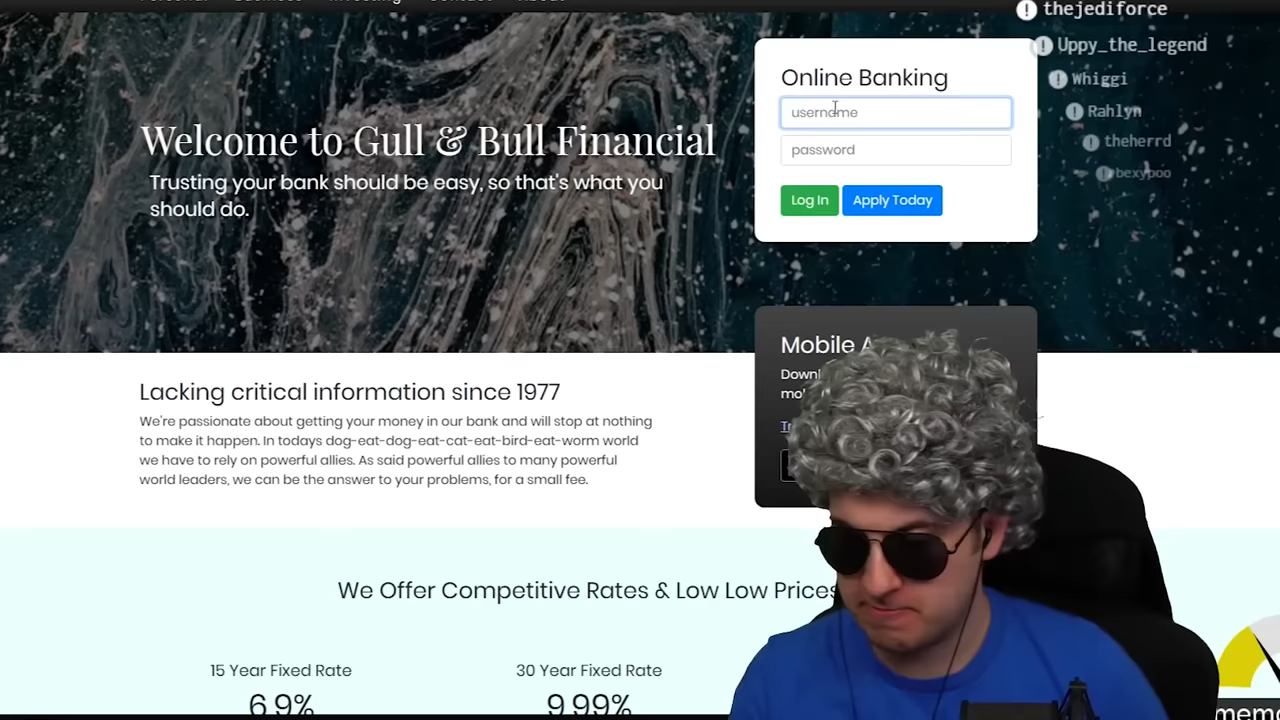 thejediforce
Uppy_the_legend
Whiggi
Rahlyn
theherrd
bexypoo
Online Banking
username
password
Log In Apply Today
Welcome to Gull & Bull Financial
Trusting your bank should be easy, so that's what you
should do.
Mobile
Lacking critical information since 1977
We're passionate about getting your money in our bank and will stop at nothing
to make it happen. In todays dog-eat-dog-eat-cat-eat-bird-eat-worm world
we have to rely on powerful allies. As said powerful allies to many powerful
world leaders, we can be the answer to your problems, for a small fee.
We Offer Competitive Rates & Low Low Prices
15 Year Fixed Rate
6.9%
30 Year Fixed Rate
9.99%